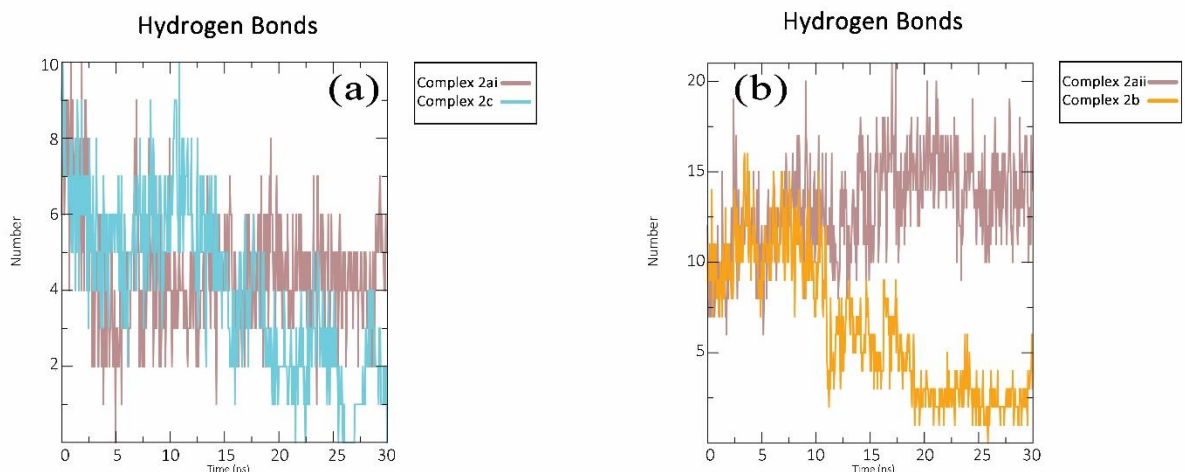 Hydrogen Bonds
(a)
Complex 2ai
Complex 2c
Number
10
8
6
4
2
0 5 10 15 20 25 30
Time (ns)
Hydrogen Bonds
(b)
Complex 2aii
Complex 2b
Number
20
15
10
5
0 5 10 15 20 25 30
Time (ns)